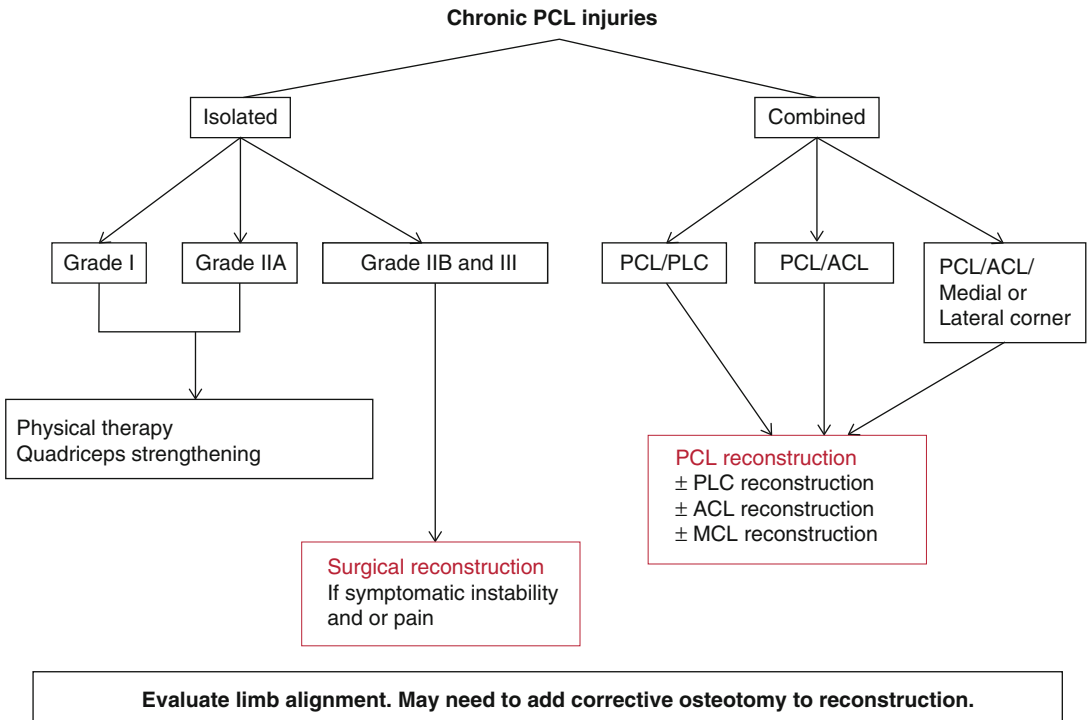 Chronic PCL injuries
Isolated
Combined
Grade I
Grade IIA
Grade IIB and III
PCL/PLC
PCL/ACL
PCL/ACL/
Medial or
Lateral corner
Physical therapy
Quadriceps strengthening
PCL reconstruction
± PLC reconstruction
± ACL reconstruction
± MCL reconstruction
Surgical reconstruction
If symptomatic instability
and or pain
Evaluate limb alignment. May need to add corrective osteotomy to reconstruction.